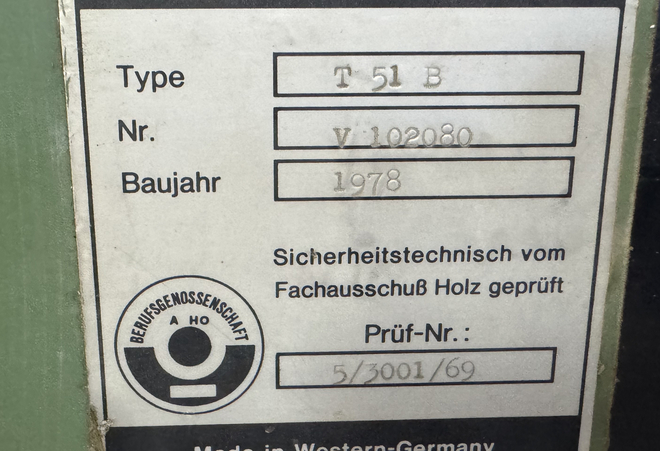 Type T 51 B
Nr. V 102080
Baujahr 1978
Sicherheitstechnisch vom
Fachausschuß Holz geprüft
BERUFSGENOSSENSCHAFT
A HO
Prüf-Nr.:
5/3001/69
Made in Western-Germany